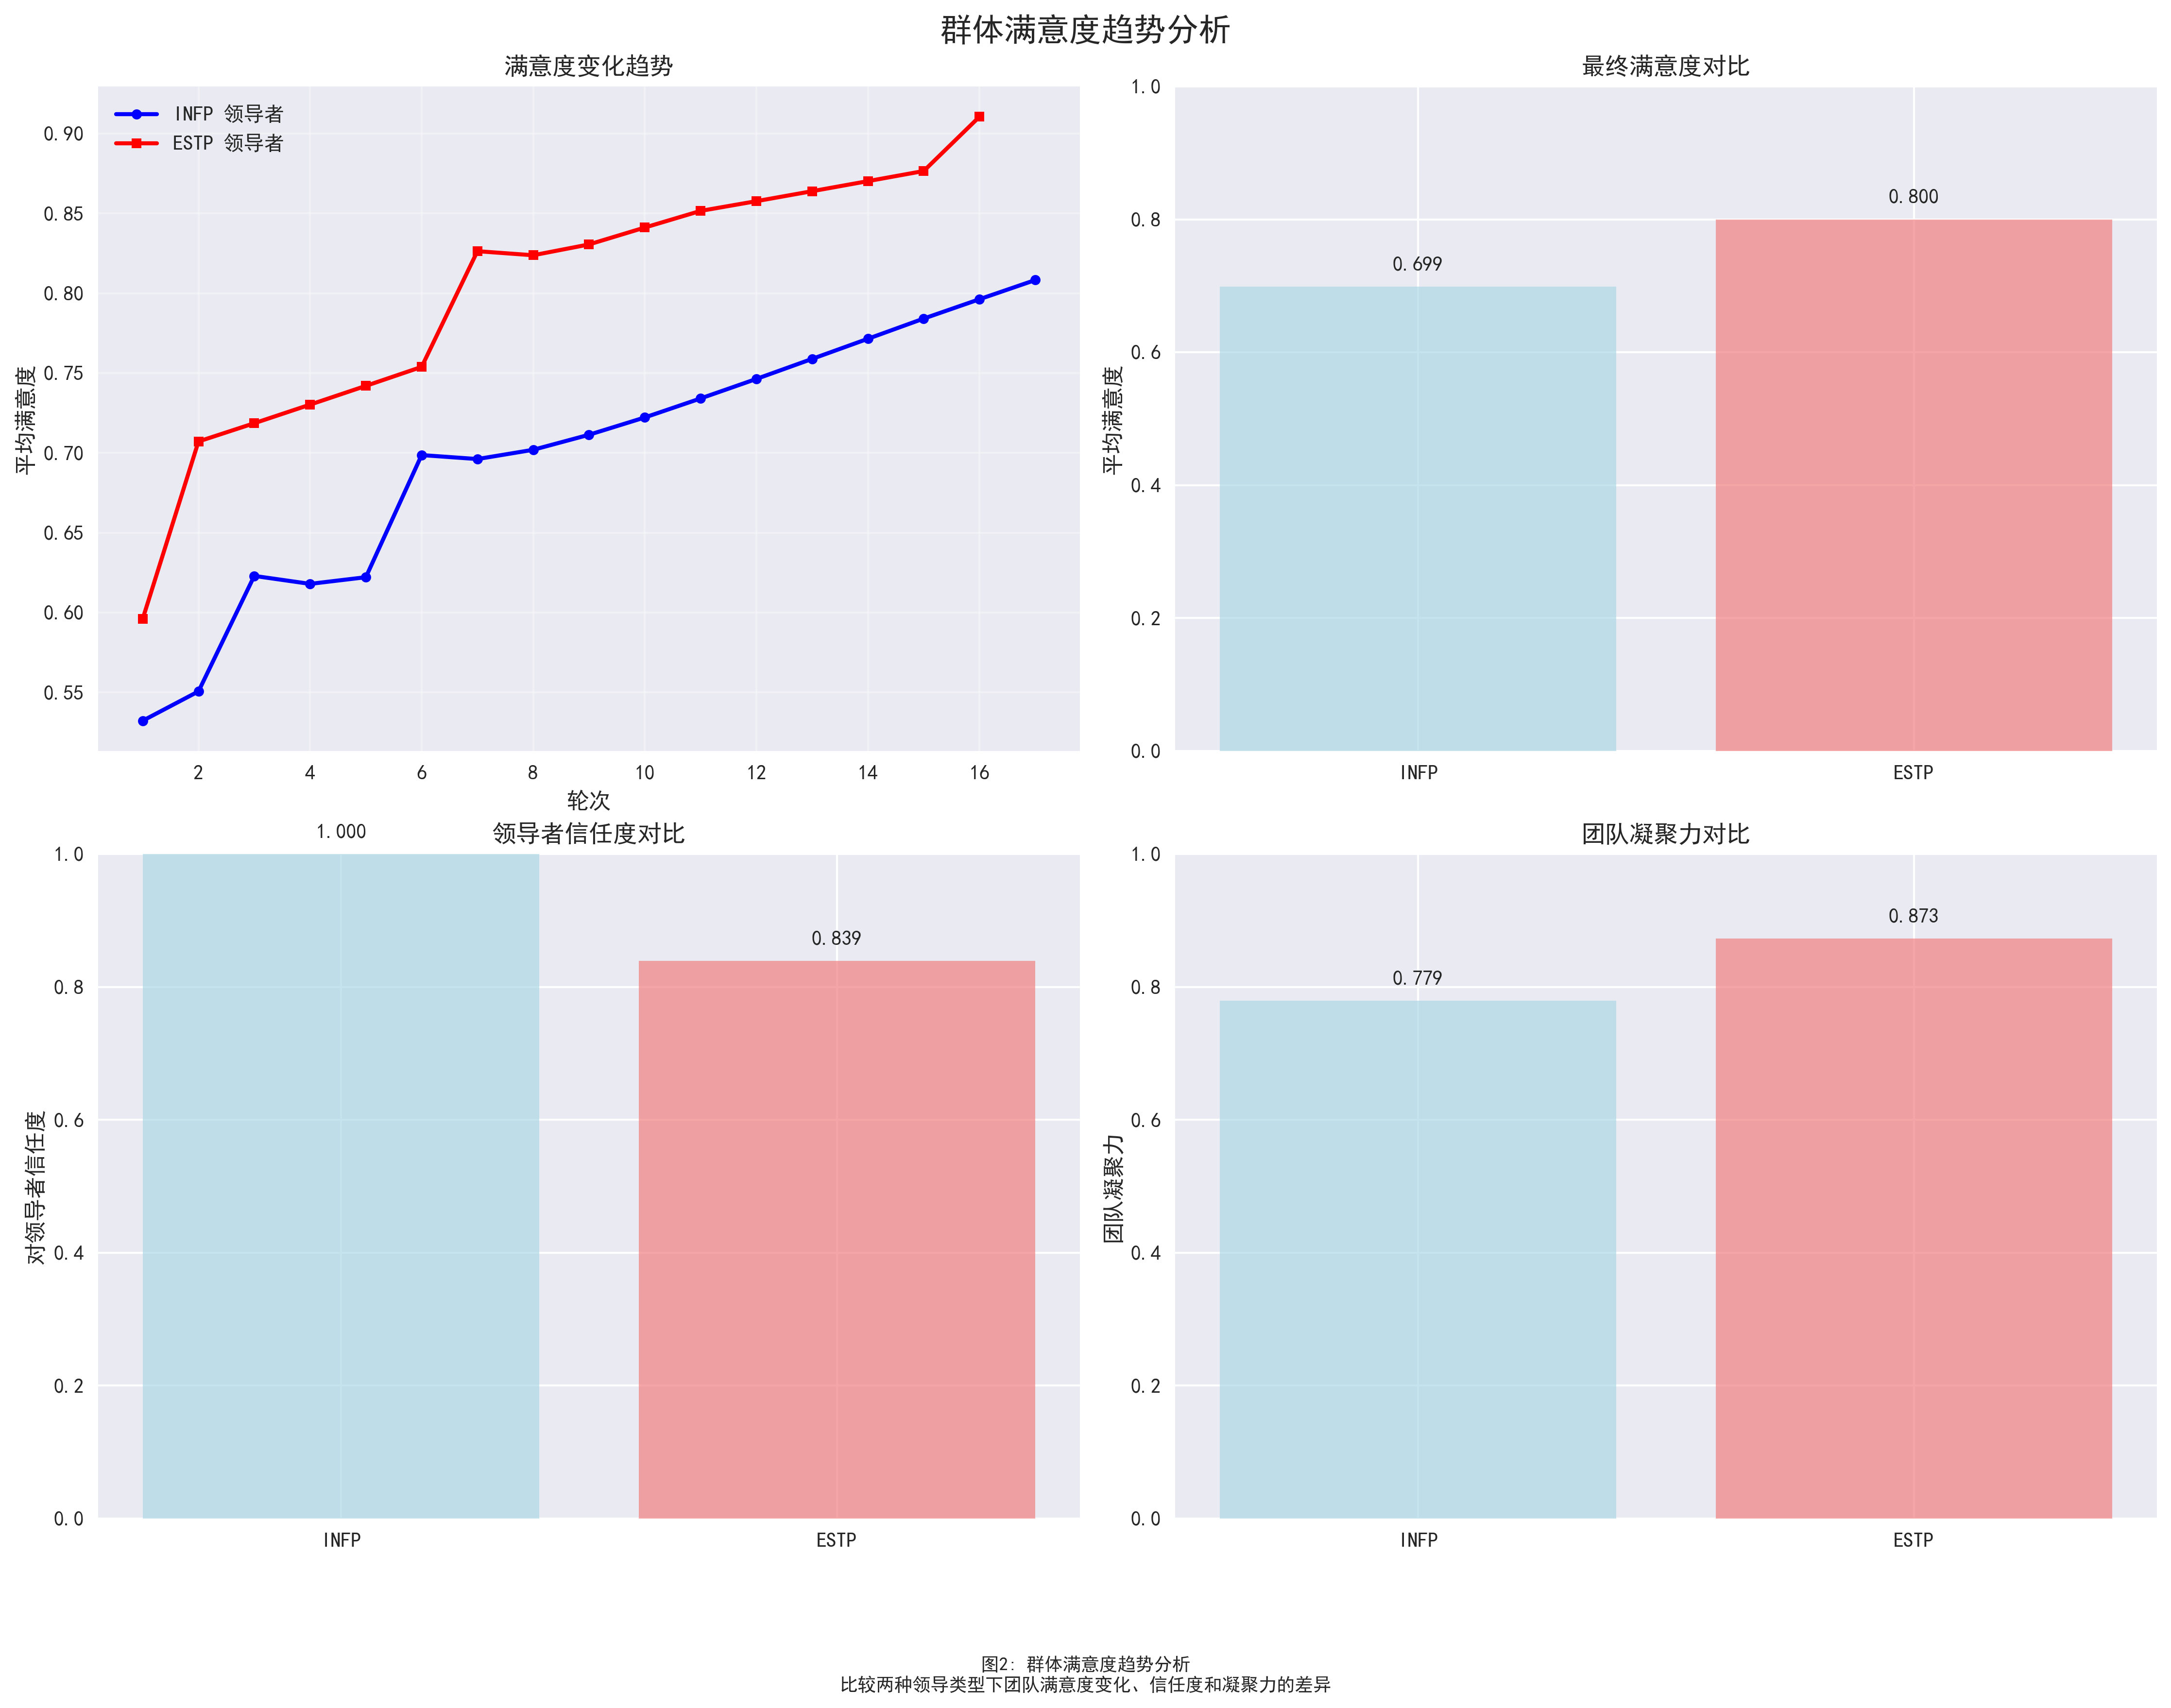 群体满意度趋势分析
满意度变化趋势
INFP 领导者
ESTP 领导者
0.90
0.85
0.80
0.75
0.70
0.65
0.60
0.55
平均满意度
2 4 6 8 10 12 14 16
轮次
最终满意度对比
1.0
0.8
0.6
0.4
0.2
0.0
平均满意度
0.699
0.800
INFP ESTP
领导者信任度对比
1.000
0.839
1.0
0.8
0.6
0.4
0.2
0.0
对领导者信任度
INFP ESTP
团队凝聚力对比
1.0
0.8
0.6
0.4
0.2
0.0
团队凝聚力
0.779
0.873
INFP ESTP
图2: 群体满意度趋势分析
比较两种领导类型下团队满意度变化、信任度和凝聚力的差异